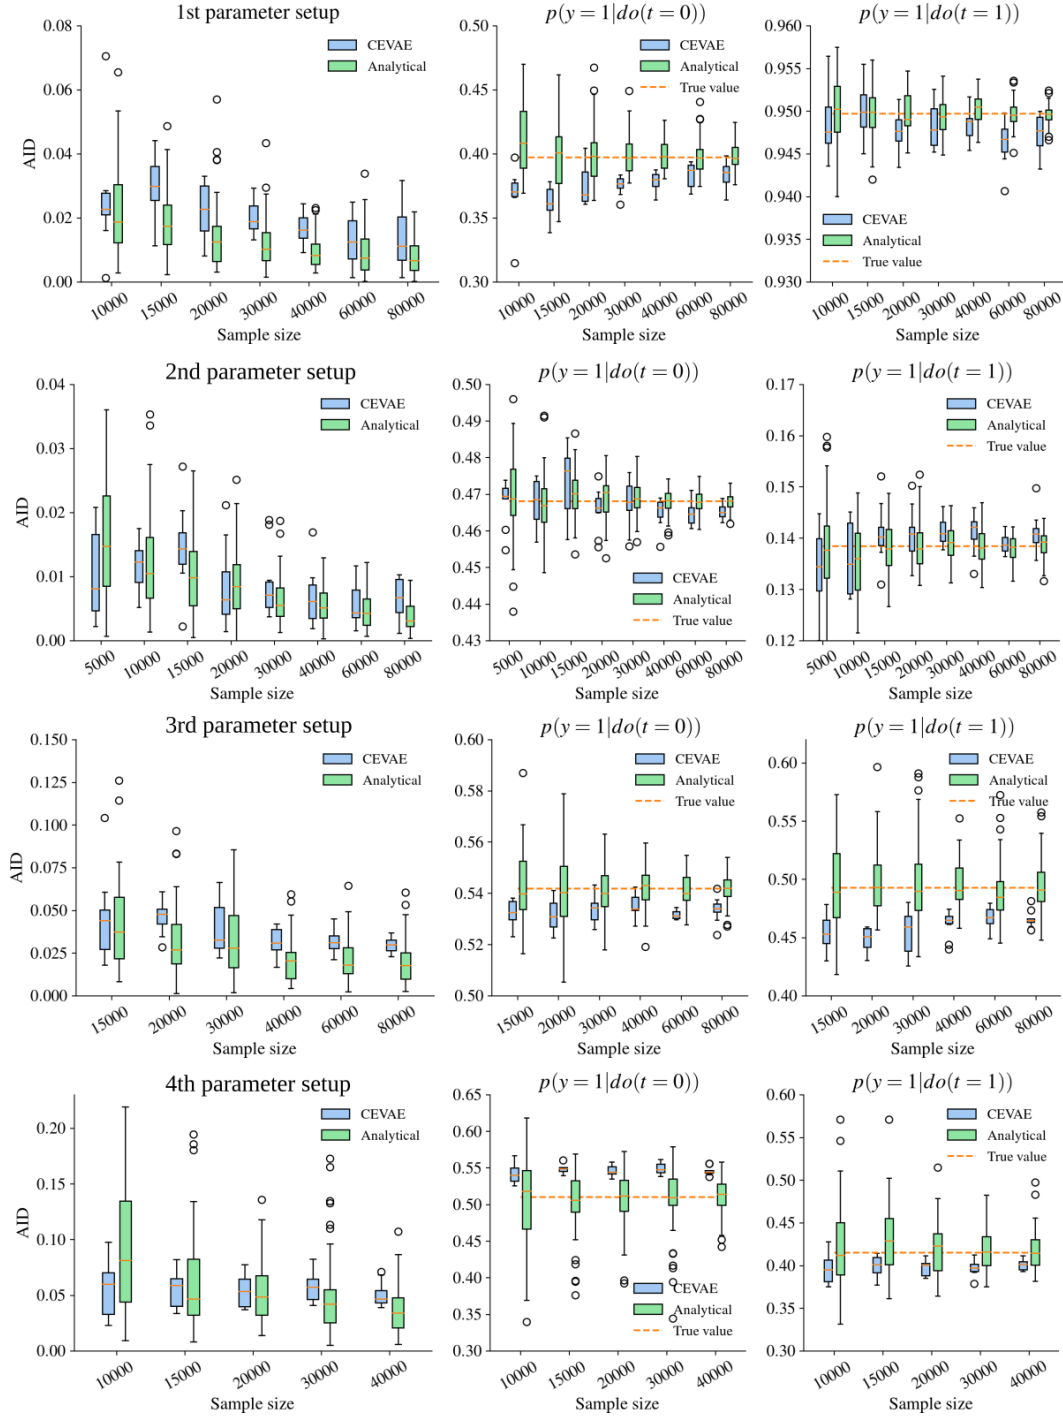 1st parameter setup
0.08
0.06
0.04
0.02
0.00
AID
CEVAE
Analytical
10000 15000 20000 30000 40000 60000 80000
Sample size
p(y = 1|do(t = 0))
0.50
0.45
0.40
0.35
0.30
CEVAE
Analytical
True value
10000 15000 20000 30000 40000 60000 80000
Sample size
p(y = 1|do(t = 1))
0.960
0.955
0.950
0.945
0.940
0.935
0.930
CEVAE
Analytical
True value
10000 15000 20000 30000 40000 60000 80000
Sample size
2nd parameter setup
0.04
0.03
0.02
0.01
0.00
AID
CEVAE
Analytical
5000 10000 15000 20000 30000 40000 60000 80000
Sample size
p(y = 1|do(t = 0))
0.50
0.49
0.48
0.47
0.46
0.45
0.44
0.43
CEVAE
Analytical
True value
5000 10000 15000 20000 30000 40000 60000 80000
Sample size
p(y = 1|do(t = 1))
0.17
0.16
0.15
0.14
0.13
0.12
CEVAE
Analytical
True value
5000 10000 15000 20000 30000 40000 60000 80000
Sample size
3rd parameter setup
0.150
0.125
0.100
0.075
0.050
0.025
0.000
AID
CEVAE
Analytical
15000 20000 30000 40000 60000 80000
Sample size
p(y = 1|do(t = 0))
0.60
0.58
0.56
0.54
0.52
0.50
CEVAE
Analytical
True value
15000 20000 30000 40000 60000 80000
Sample size
p(y = 1|do(t = 1))
0.60
0.55
0.50
0.45
0.40
CEVAE
Analytical
True value
15000 20000 30000 40000 60000 80000
Sample size
4th parameter setup
0.20
0.15
0.10
0.05
0.00
AID
CEVAE
Analytical
10000 15000 20000 30000 40000
Sample size
p(y = 1|do(t = 0))
0.65
0.60
0.55
0.50
0.45
0.40
0.35
0.30
CEVAE
Analytical
True value
10000 15000 20000 30000 40000
Sample size
p(y = 1|do(t = 1))
0.60
0.55
0.50
0.45
0.40
0.35
0.30
CEVAE
Analytical
True value
10000 15000 20000 30000 40000
Sample size